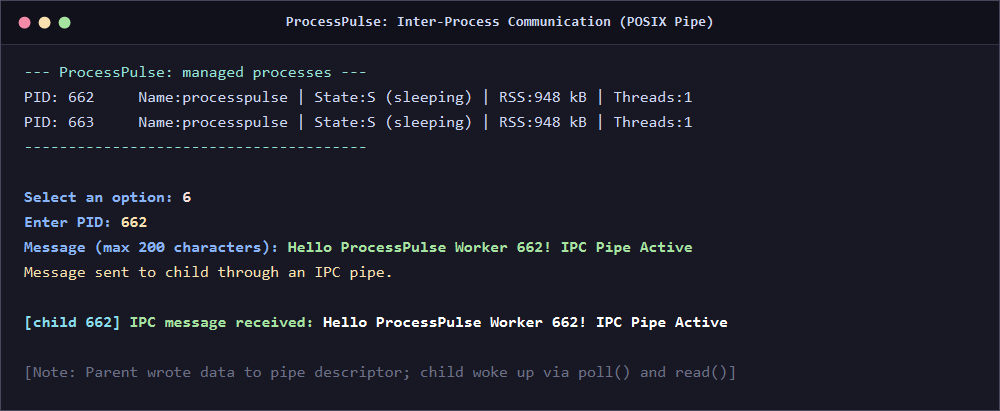 ProcessPulse: Inter-Process Communication (POSIX Pipe)
--- ProcessPulse: managed processes ---
PID: 662     Name:processpulse | State:S (sleeping) | RSS:948 kB | Threads:1
PID: 663     Name:processpulse | State:S (sleeping) | RSS:948 kB | Threads:1
---------------------------------------
Select an option: 6
Enter PID: 662
Message (max 200 characters): Hello ProcessPulse Worker 662! IPC Pipe Active
Message sent to child through an IPC pipe.
[child 662] IPC message received: Hello ProcessPulse Worker 662! IPC Pipe Active
[Note: Parent wrote data to pipe descriptor; child woke up via poll() and read()]